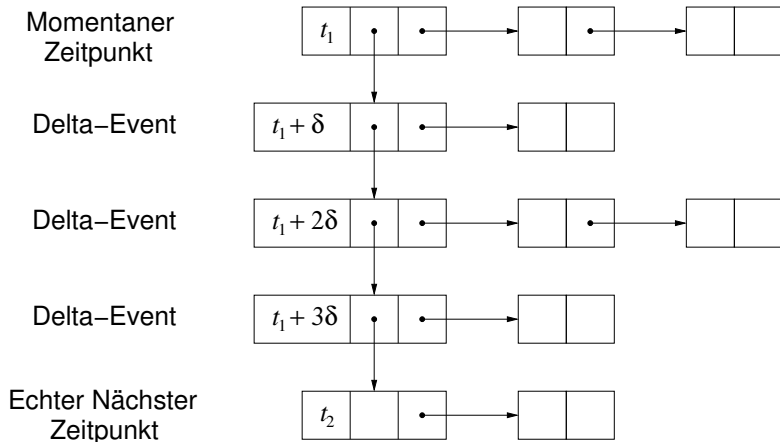 Momentaner
Zeitpunkt
t₁
Delta−Event
t₁ + δ
Delta−Event
t₁ + 2δ
Delta−Event
t₁ + 3δ
Echter Nächster
Zeitpunkt
t₂